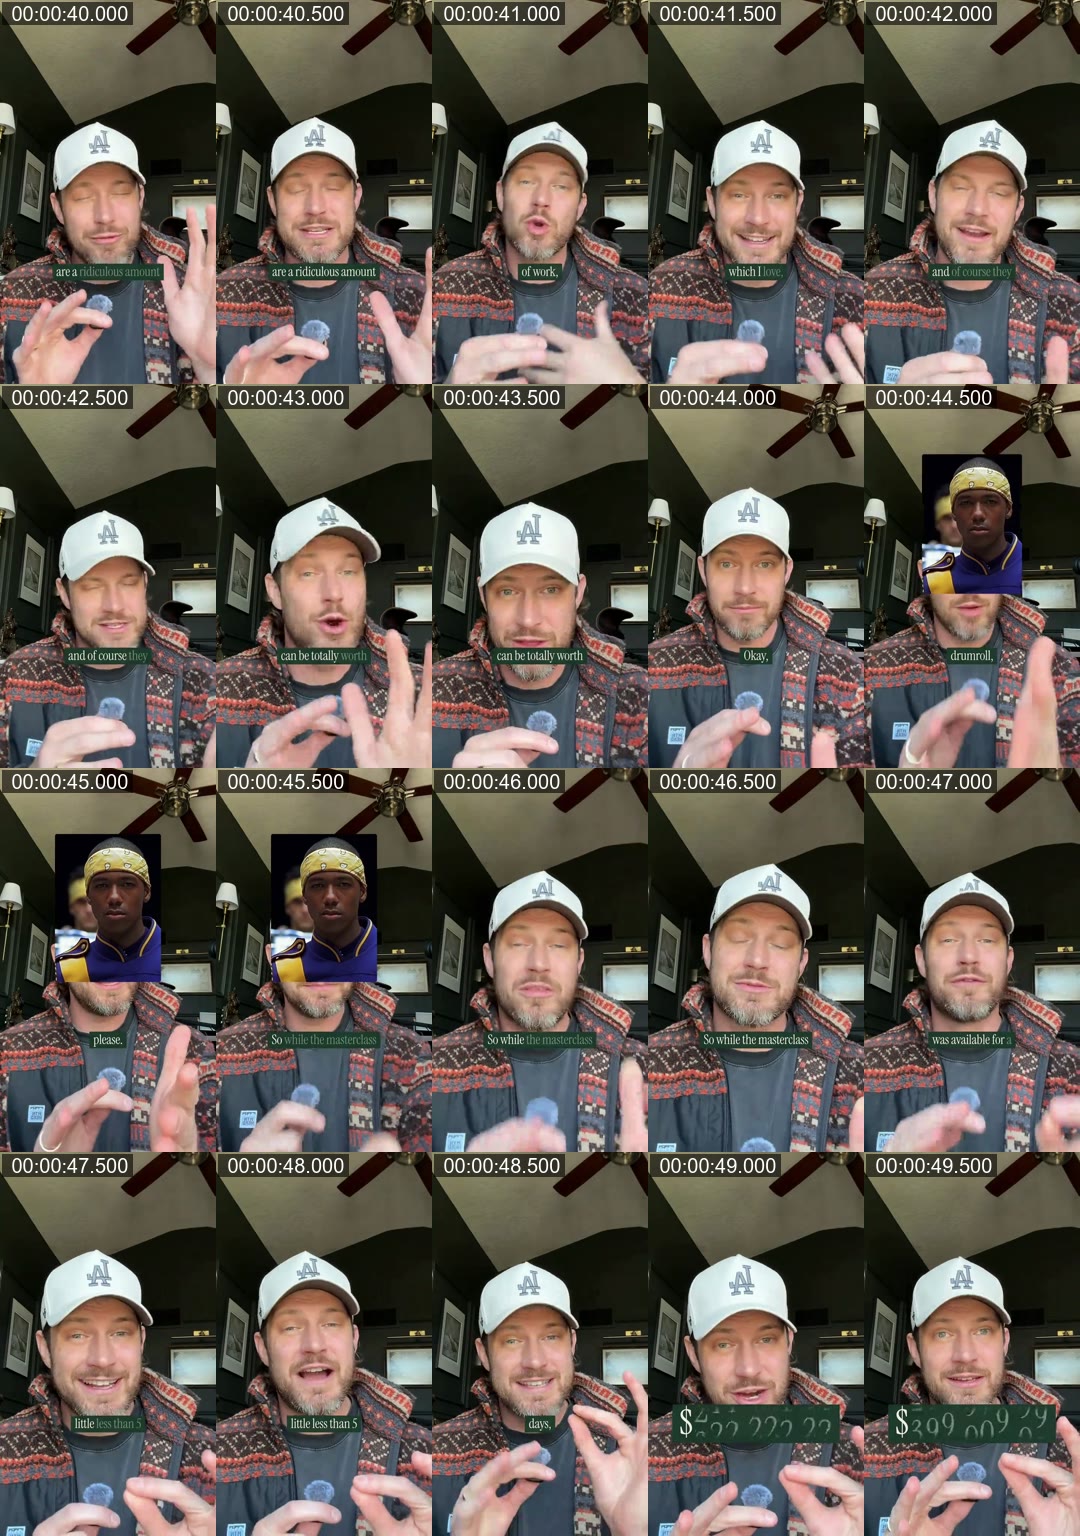 00:00:40.000
00:00:40.500
00:00:41.000
00:00:41.500
00:00:42.000
are a ridiculous amount
are a ridiculous amount
of work,
which I love,
and of course they
00:00:42.500
00:00:43.000
00:00:43.500
00:00:44.000
00:00:44.500
and of course they
can be totally worth
can be totally worth
Okay,
drumroll,
00:00:45.000
00:00:45.500
00:00:46.000
00:00:46.500
00:00:47.000
please.
So while the masterclass
So while the masterclass
So while the masterclass
was available for a
00:00:47.500
00:00:48.000
00:00:48.500
00:00:49.000
00:00:49.500
little less than 5
little less than 5
days,
$
$